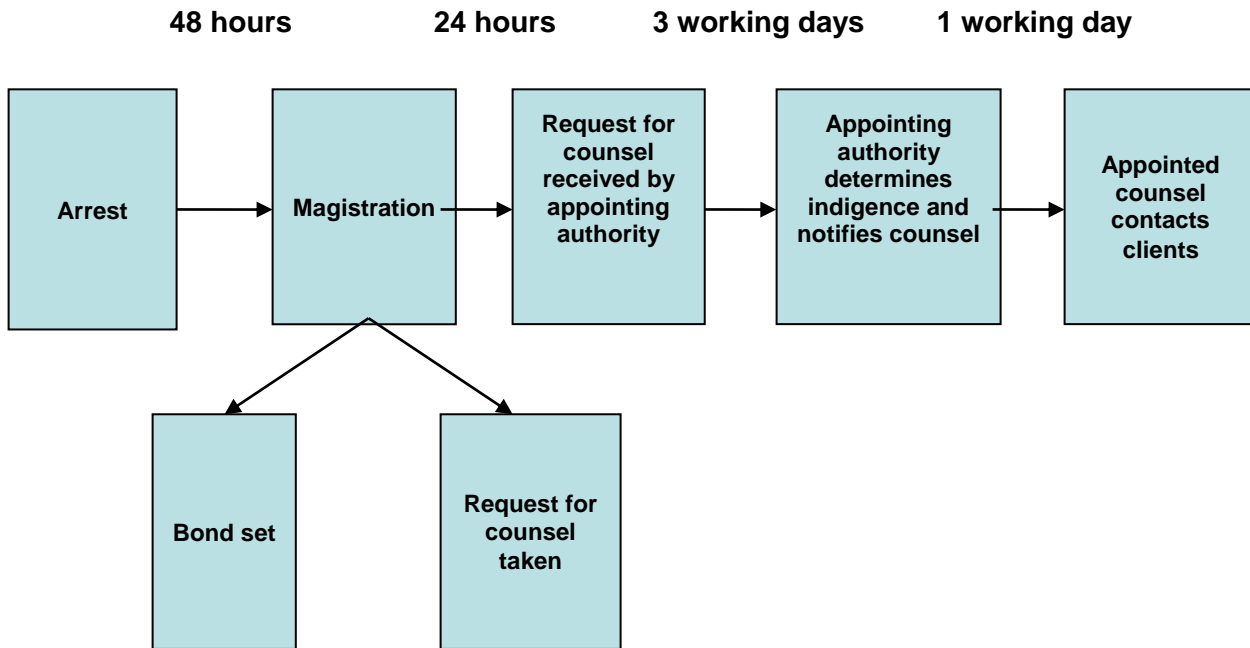 48 hours
24 hours
3 working days
1 working day
Arrest
Magistration
Request for
counsel
received by
appointing
authority
Appointing
authority
determines
indigence and
notifies counsel
Appointed
counsel
contacts
clients
Bond set
Request for
counsel
taken